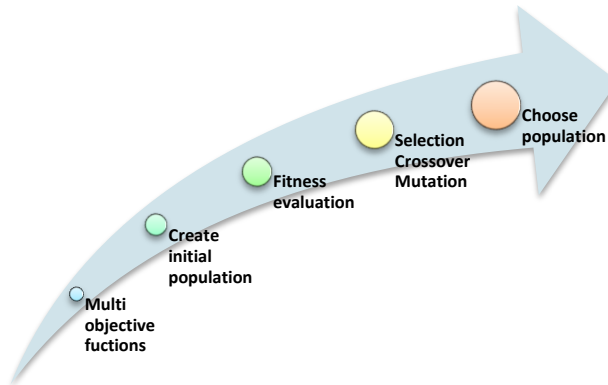 Multi
objective
fuctions
Create
initial
population
Fitness
evaluation
Selection
Crossover
Mutation
Choose
population